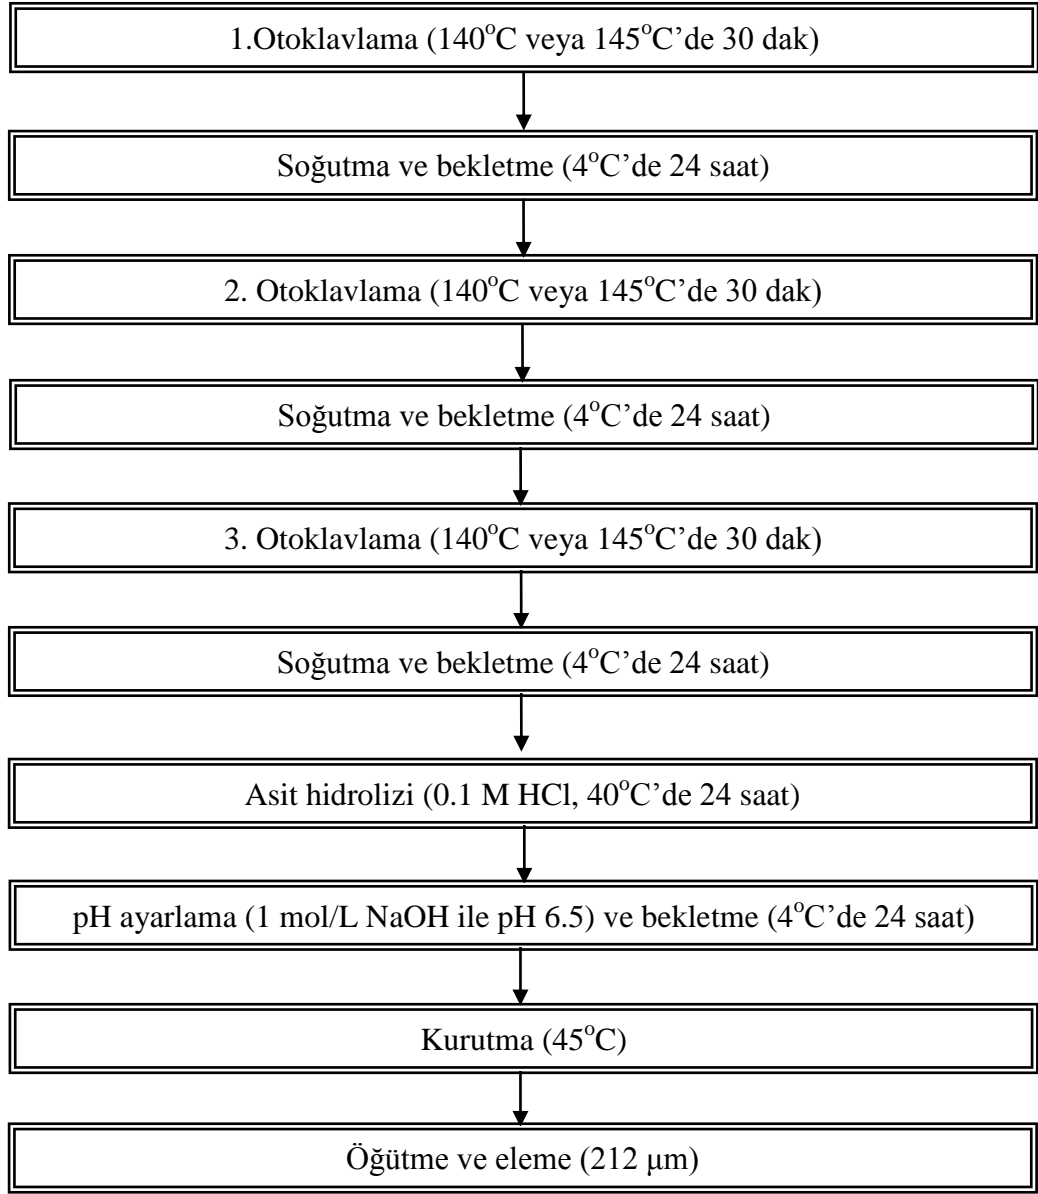 1.Otoklavlama (140°C veya 145°C’de 30 dak)
Soğutma ve bekletme (4°C’de 24 saat)
2. Otoklavlama (140°C veya 145°C’de 30 dak)
Soğutma ve bekletme (4°C’de 24 saat)
3. Otoklavlama (140°C veya 145°C’de 30 dak)
Soğutma ve bekletme (4°C’de 24 saat)
Asit hidrolizi (0.1 M HCl, 40°C’de 24 saat)
pH ayarlama (1 mol/L NaOH ile pH 6.5) ve bekletme (4°C’de 24 saat)
Kurutma (45°C)
Öğütme ve eleme (212 µm)